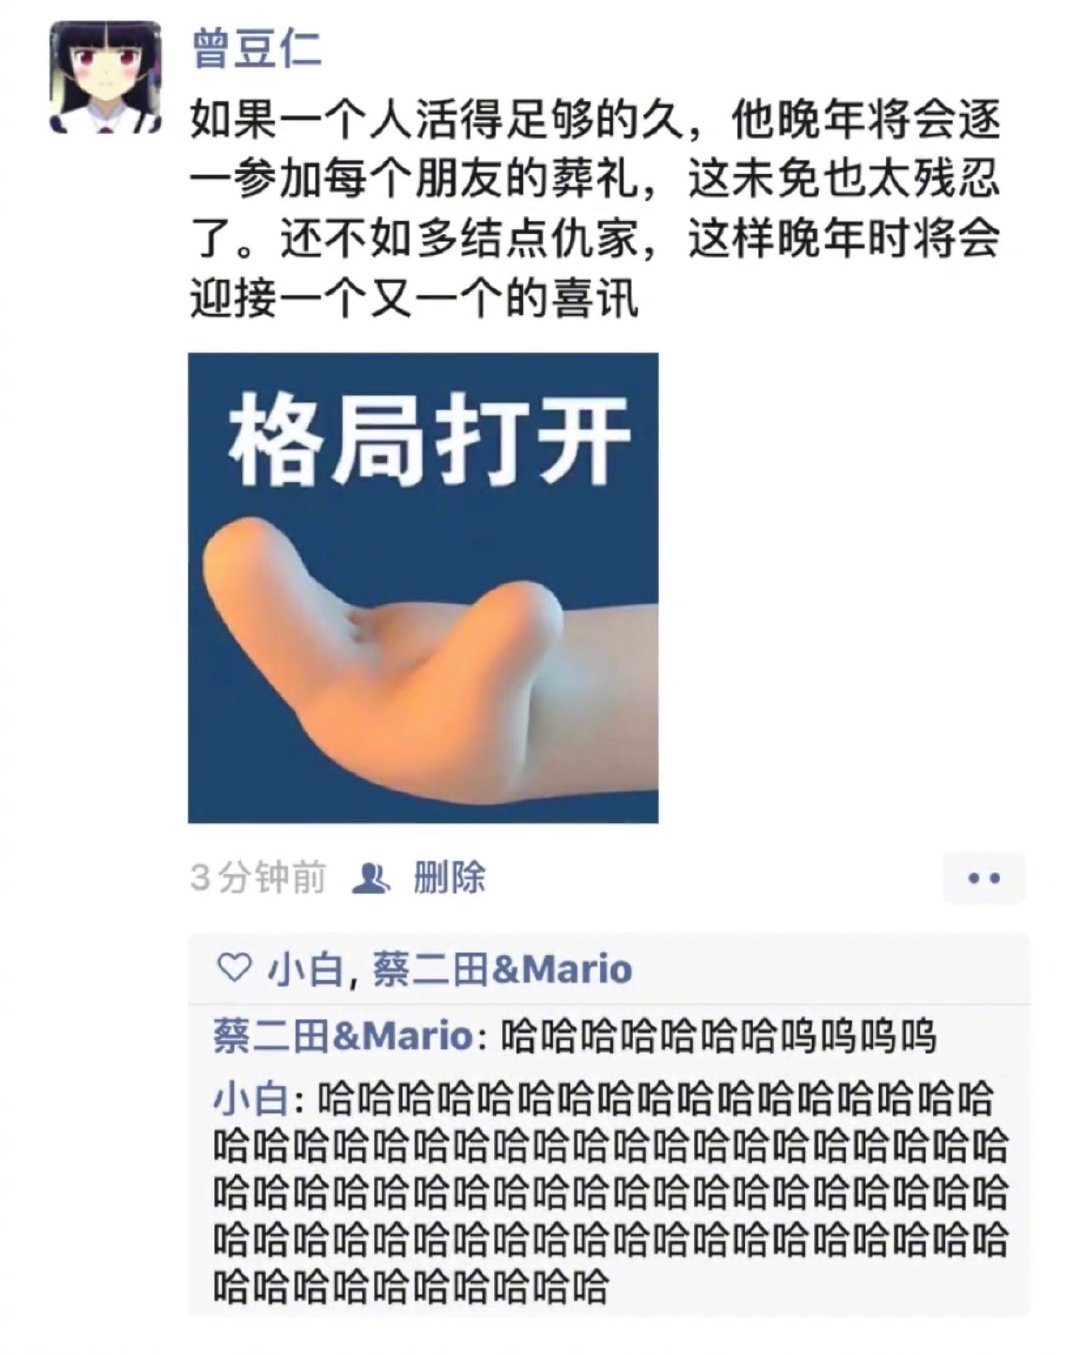 曾豆仁
如果一个人活得足够的久，他晚年将会逐
一参加每个朋友的葬礼，这未免也太残忍
了。还不如多结点仇家，这样晚年时将会
迎接一个又一个的喜讯
格局打开
3分钟前 删除
小白, 蔡二田&Mario
蔡二田&Mario: 哈哈哈哈哈哈哈呜呜呜呜
小白: 哈哈哈哈哈哈哈哈哈哈哈哈哈哈哈哈哈
哈哈哈哈哈哈哈哈哈哈哈哈哈哈哈哈哈哈哈哈
哈哈哈哈哈哈哈哈哈哈哈哈哈哈哈哈哈哈哈哈
哈哈哈哈哈哈哈哈哈哈哈哈哈哈哈哈哈哈哈哈
哈哈哈哈哈哈哈哈哈哈